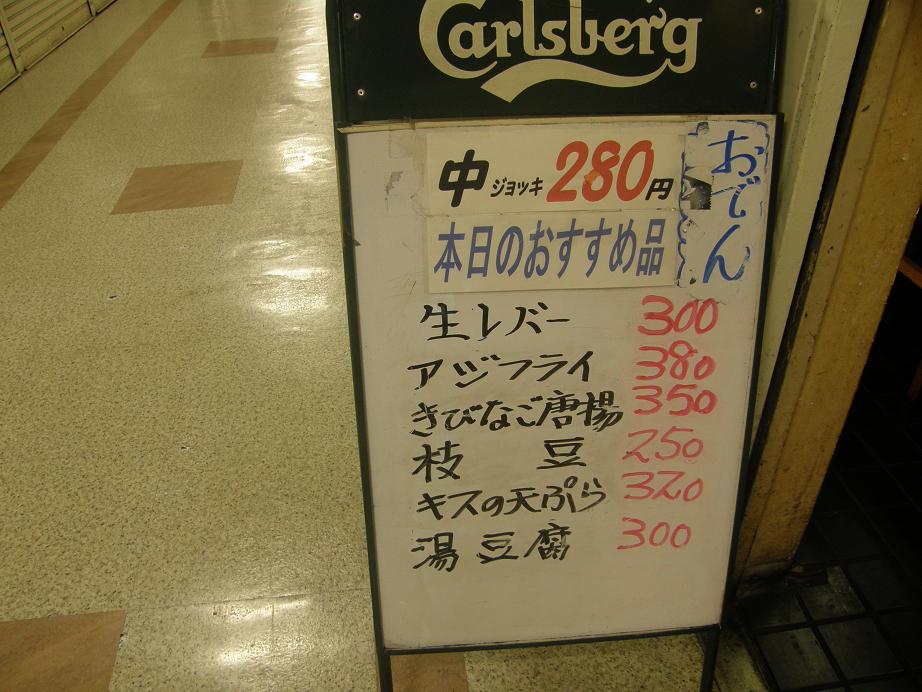 Carlsberg
中 ジョッキ 280円
おでん
本日のおすすめ品
生レバー 300
アジフライ 380
きびなご唐揚 350
枝豆 250
キスの天ぷら 320
湯豆腐 300